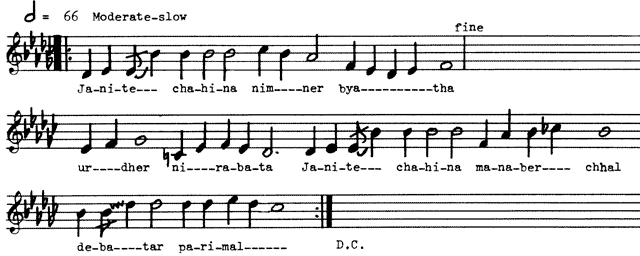 𝅗𝅥 = 66 Moderate-slow
fine
Ja-ni-te--- cha-hi-na nim----ner bya----------tha
ur----dher ni----ra-ba-ta Ja-ni-te--- cha-hi-na ma-na-ber---- chhal
de-ba----tar pa-ri-mal------ D.C.